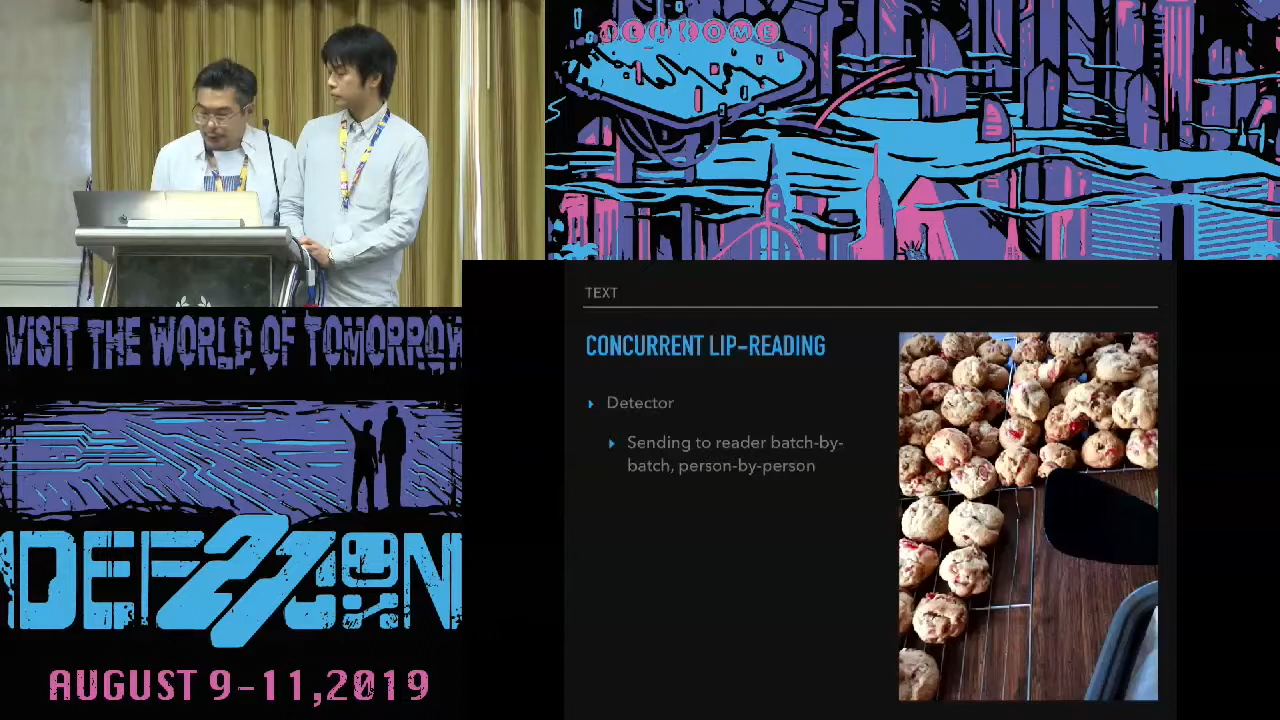 WELCOME
TEXT
CONCURRENT LIP-READING
Detector
Sending to reader batch-by-
batch, person-by-person
VISIT THE WORLD OF TOMORROW
DEF 27 CON
AUGUST 9-11,2019